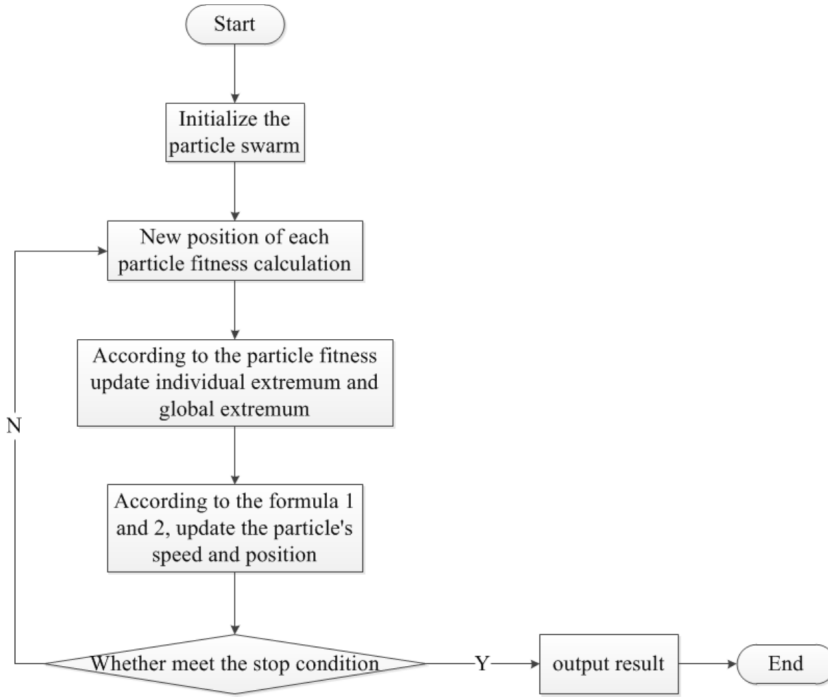 Start
Initialize the
particle swarm
New position of each
particle fitness calculation
According to the particle fitness
update individual extremum and
global extremum
N
According to the formula 1
and 2, update the particle's
speed and position
Whether meet the stop condition
Y
output result
End